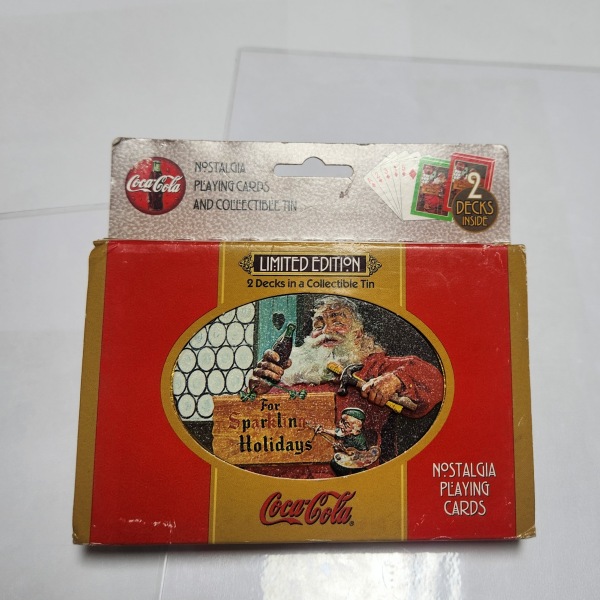 Coca-Cola
NOSTALGIA
PLAYING CARDS
AND COLLECTIBLE TIN
2
DECKS
INSIDE
LIMITED EDITION
2 Decks in a Collectible Tin
For
Sparkling
Holidays
Coca-Cola®
NOSTALGIA
PLAYING
CARDS